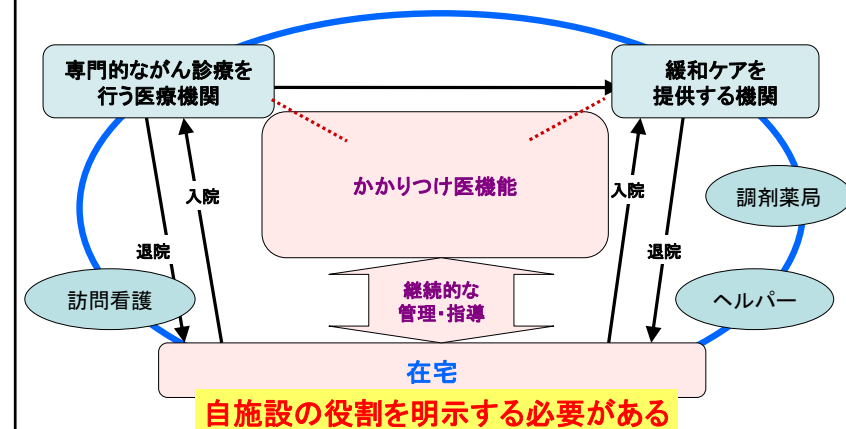 専門的ながん診療を
行う医療機関
緩和ケアを
提供する機関
かかりつけ医機能
入院
入院
調剤薬局
退院
退院
訪問看護
継続的な
管理・指導
ヘルパー
在宅
自施設の役割を明示する必要がある